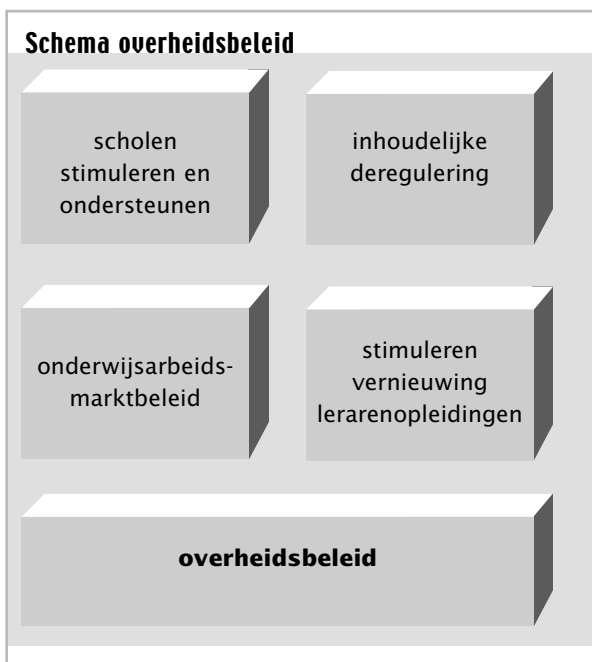 Schema overheidsbeleid
scholen
stimuleren en
ondersteunen
inhoudelijke
deregulering
onderwijsarbeids-
marktbeleid
stimuleren
vernieuwing
lerarenopleidingen
overheidsbeleid